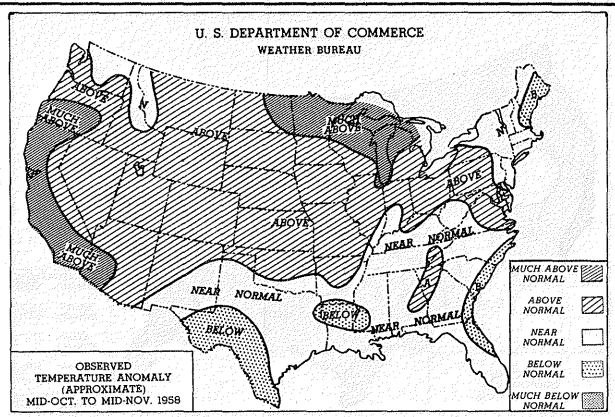 U. S. DEPARTMENT OF COMMERCE
WEATHER BUREAU
ABOVE
N
MUCH
ABOVE
ABOVE
MUCH
ABOVE
B
N
ABOVE
ABOVE
MUCH
ABOVE
NEAR NORMAL
NEAR NORMAL
A
B
BELOW
BELOW
NEAR NORMAL
MUCH ABOVE
NORMAL
ABOVE
NORMAL
NEAR
NORMAL
BELOW
NORMAL
MUCH BELOW
NORMAL
OBSERVED
TEMPERATURE ANOMALY
(APPROXIMATE)
MID-OCT. TO MID-NOV. 1958